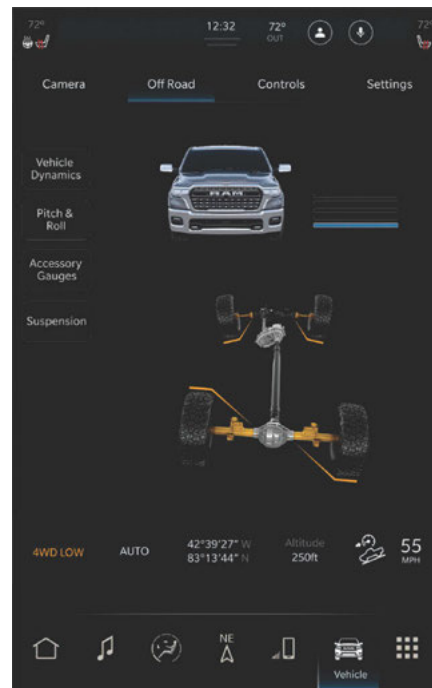 72°
12:32
72°
OUT
72°
Camera
Off Road
Controls
Settings
Vehicle
Dynamics
Pitch &
Roll
Accessory
Gauges
Suspension
RAM
4WD LOW
AUTO
42°39'27" W
83°13'44" N
Altitude
250ft
55
MPH
NE
Vehicle